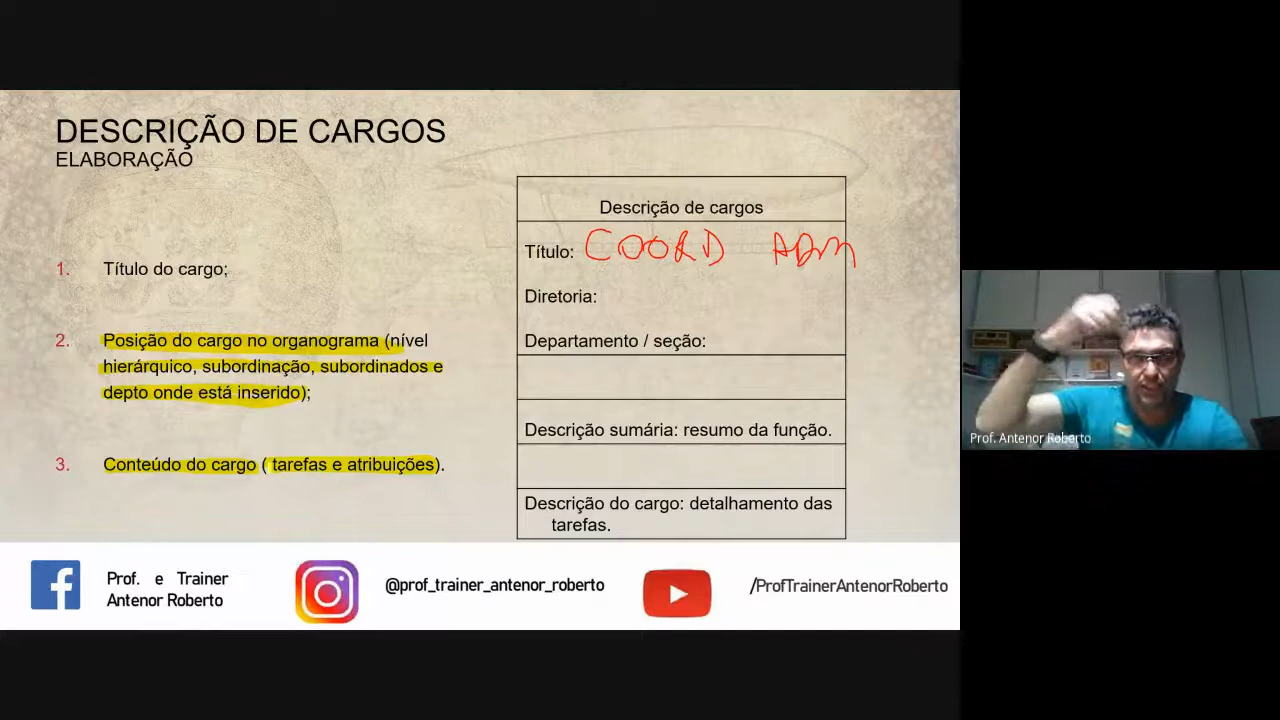 DESCRIÇÃO DE CARGOS
ELABORAÇÃO
1. Título do cargo;
2. Posição do cargo no organograma (nível
hierárquico, subordinação, subordinados e
depto onde está inserido);
3. Conteúdo do cargo ( tarefas e atribuições).
Descrição de cargos
Título: COORD ADM
Diretoria:
Departamento / seção:
Descrição sumária: resumo da função.
Descrição do cargo: detalhamento das
tarefas.
Prof. Antenor Roberto
Prof. e Trainer
Antenor Roberto
@prof_trainer_antenor_roberto
/ProfTrainerAntenorRoberto